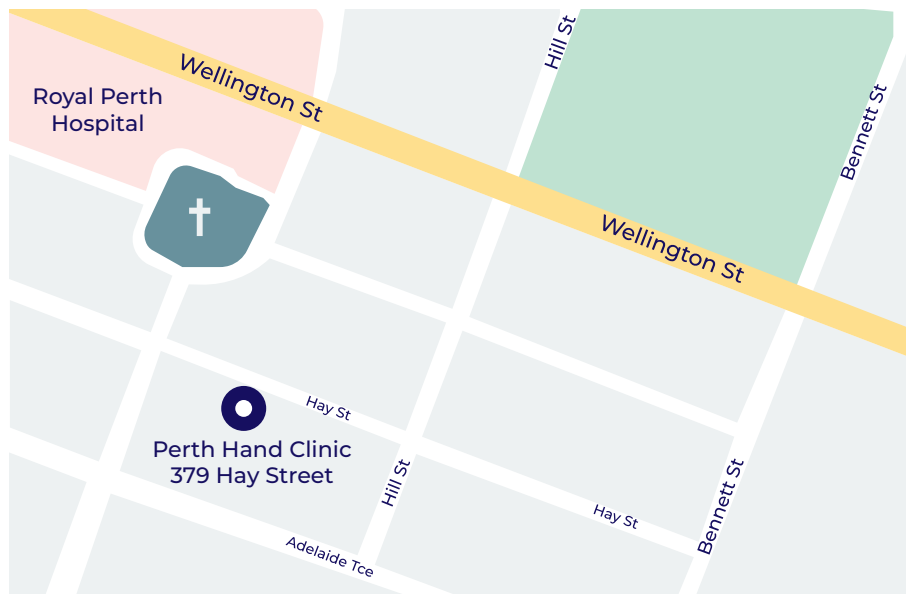 Hill St
Wellington St
Royal Perth
Hospital
Bennett St
Wellington St
Hay St
Perth Hand Clinic
379 Hay Street
Hill St
Bennett St
Hay St
Adelaide Tce